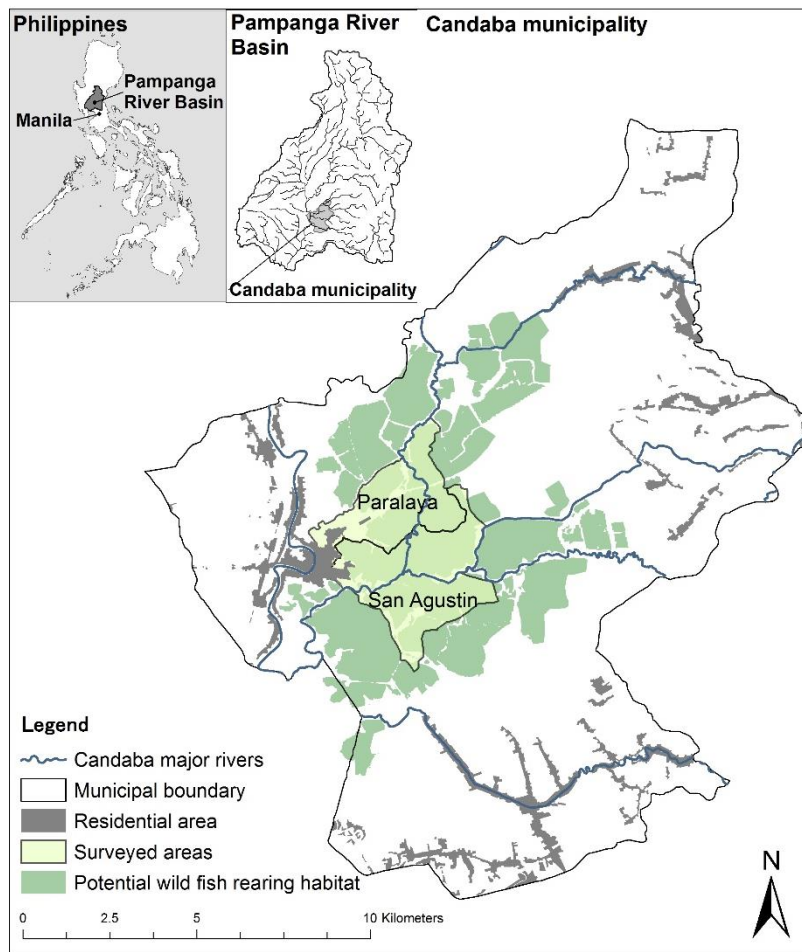 Philippines
Pampanga
River Basin
Manila
Pampanga River
Basin
Candaba municipality
Candaba municipality
Paralaya
San Agustin
Legend
Candaba major rivers
Municipal boundary
Residential area
Surveyed areas
Potential wild fish rearing habitat
0 2.5 5 10 Kilometers
N